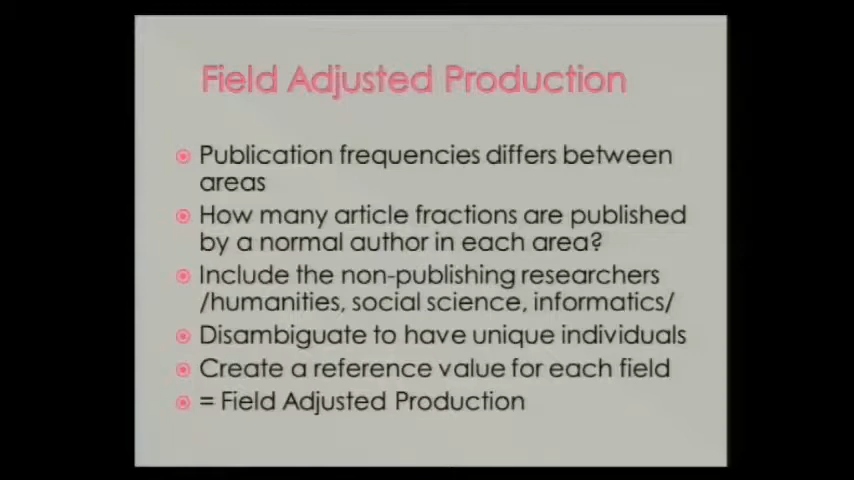 Field Adjusted Production
Publication frequencies differs between
areas
How many article fractions are published
by a normal author in each area?
Include the non-publishing researchers
/humanities, social science, informatics/
Disambiguate to have unique individuals
Create a reference value for each field
= Field Adjusted Production